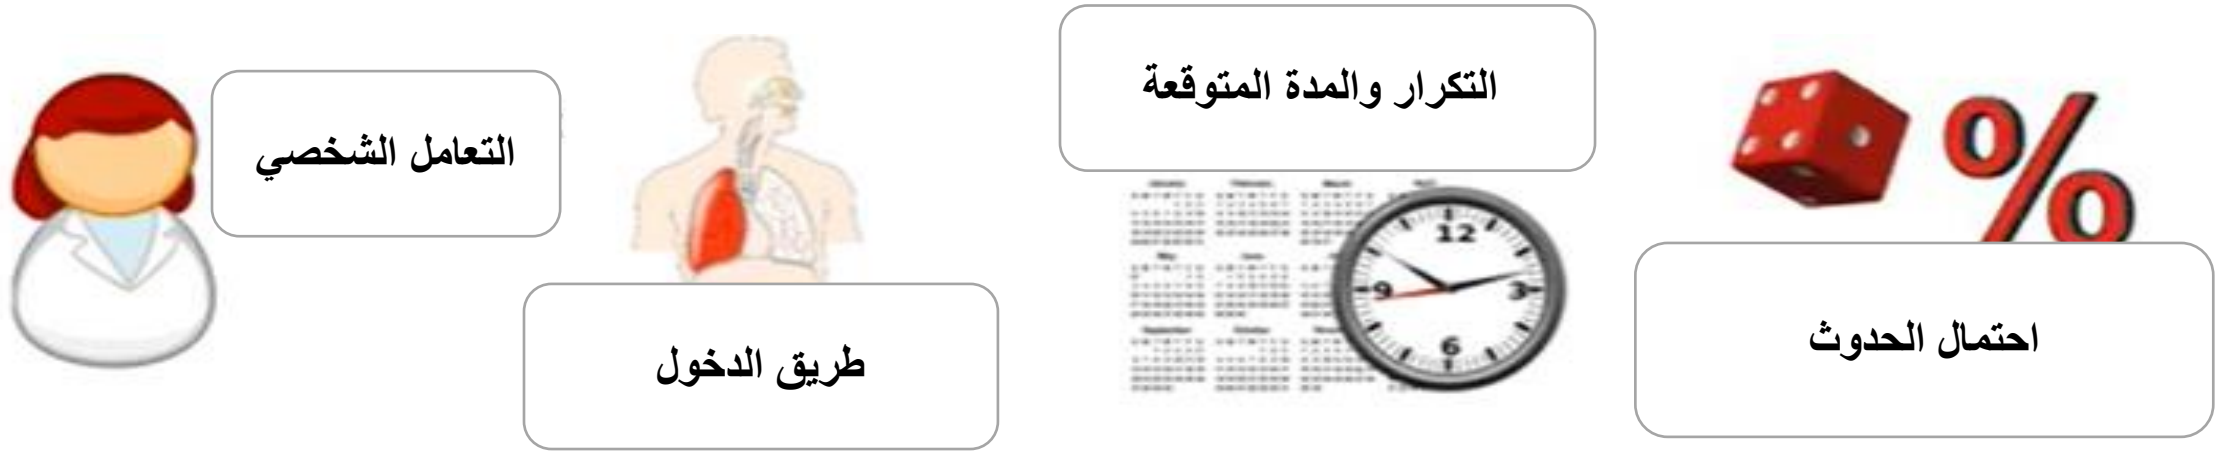 احتمال الحدوث
التكرار والمدة المتوقعة
طريق الدخول
التعامل الشخصي
12
3
6
9